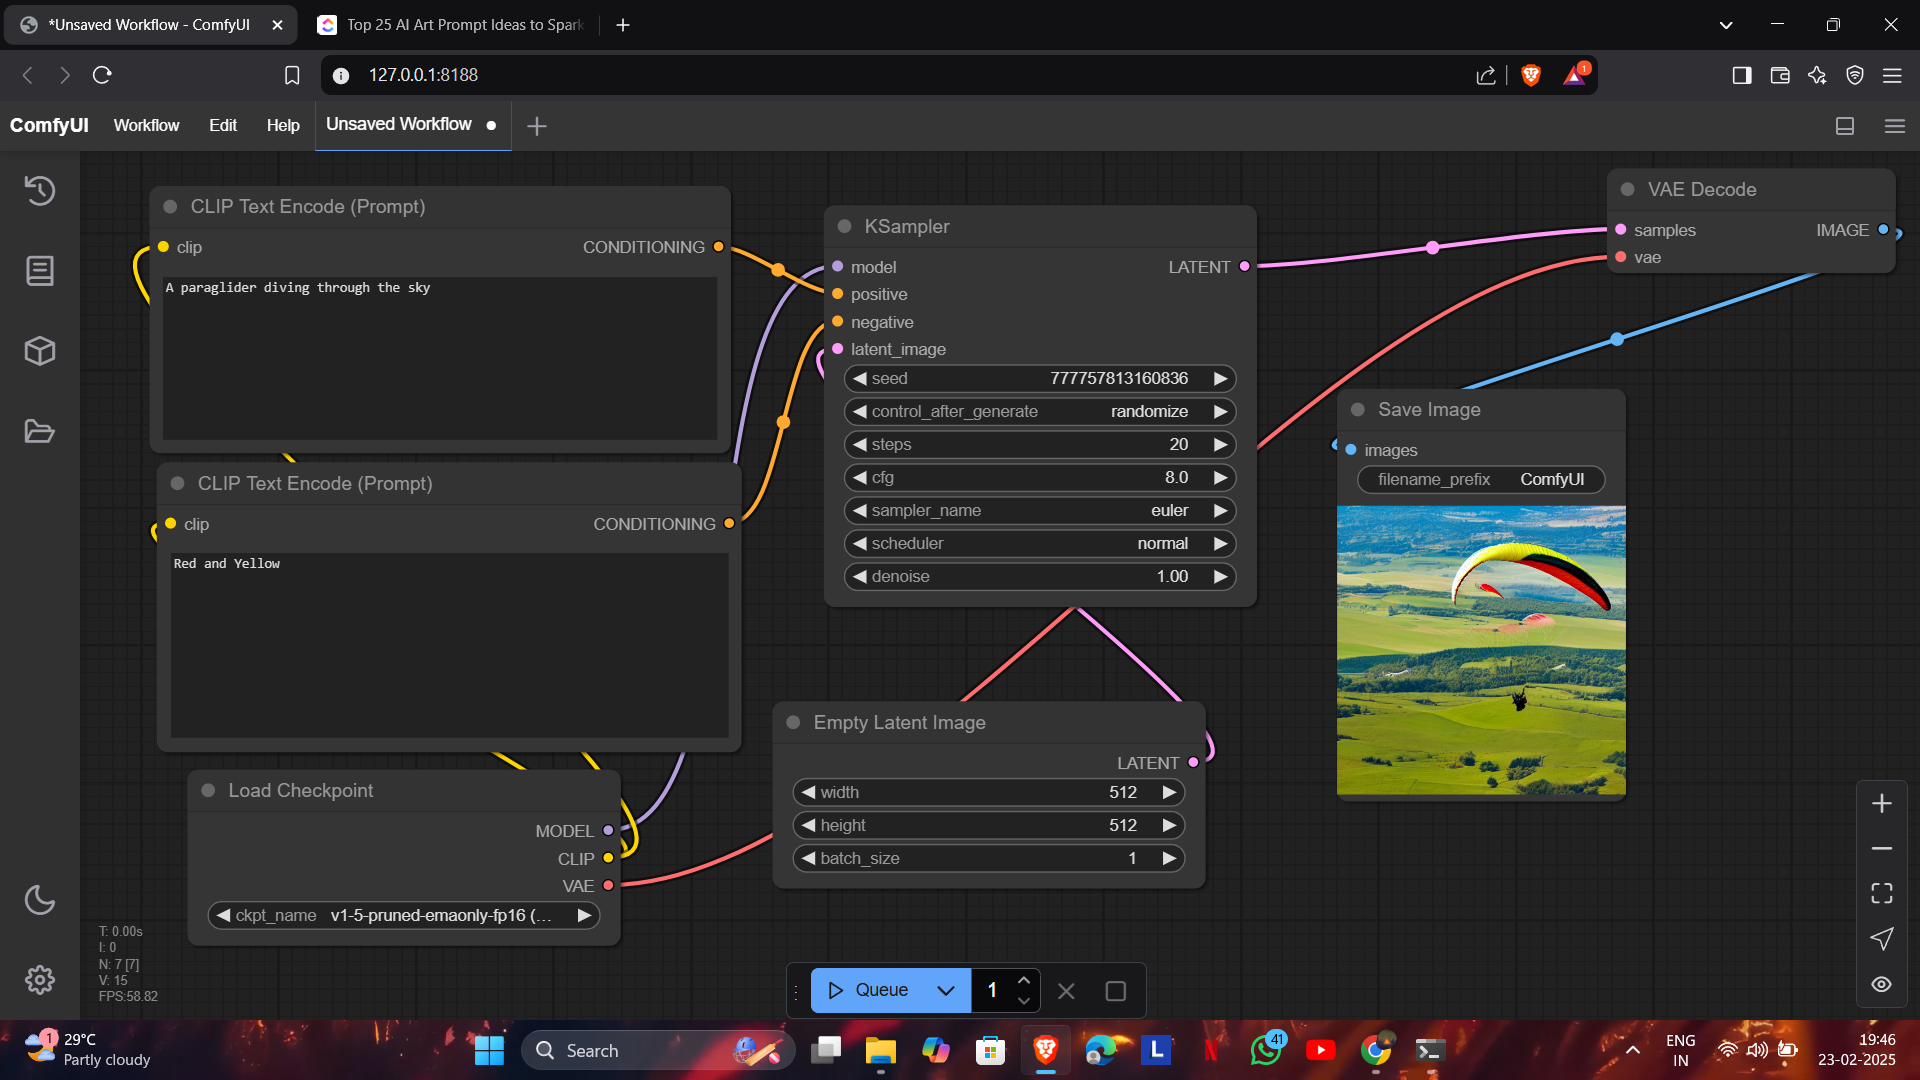 *Unsaved Workflow - ComfyUI
Top 25 AI Art Prompt Ideas to Spark
127.0.0.1:8188
1
ComfyUI
Workflow
Edit
Help
Unsaved Workflow
CLIP Text Encode (Prompt)
clip
CONDITIONING
A paraglider diving through the sky
CLIP Text Encode (Prompt)
clip
CONDITIONING
Red and Yellow
Load Checkpoint
MODEL
CLIP
VAE
ckpt_name v1-5-pruned-emaonly-fp16 (...
KSampler
model
LATENT
positive
negative
latent_image
seed 777757813160836
control_after_generate randomize
steps 20
cfg 8.0
sampler_name euler
scheduler normal
denoise 1.00
Empty Latent Image
LATENT
width 512
height 512
batch_size 1
VAE Decode
samples
IMAGE
vae
Save Image
images
filename_prefix ComfyUI
T: 0.00s
I: 0
N: 7 [7]
V: 15
FPS:58.82
Queue
1
1
29°C
Partly cloudy
Search
L
N
41
ENG
IN
19:46
23-02-2025